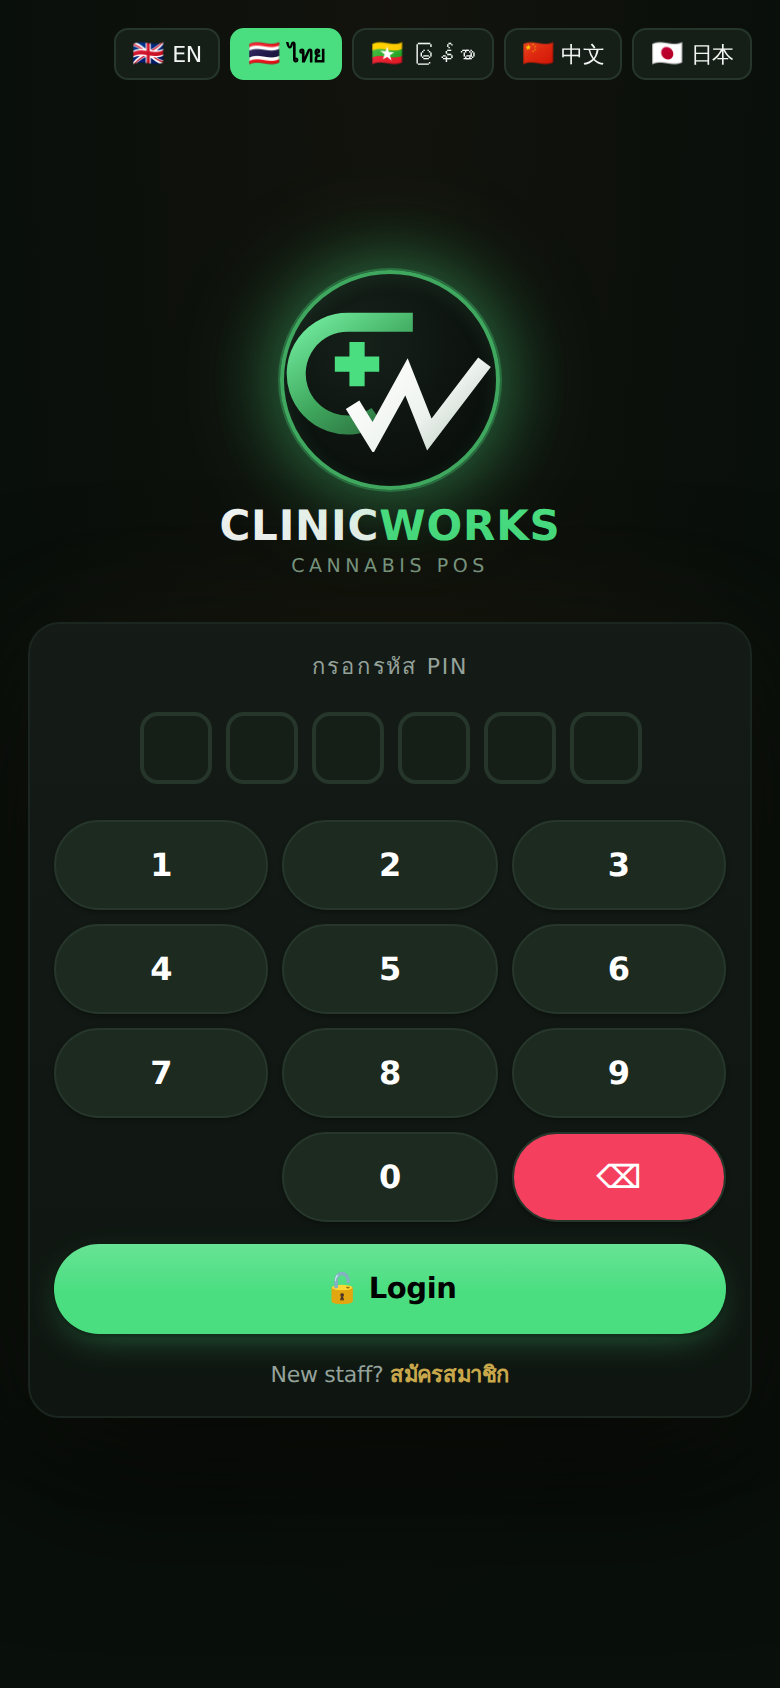 🇬🇧 EN 🇹🇭 ไทย 🇲🇲 မြန်မာ 🇨🇳 中文 🇯🇵 日本
CW
CLINICWORKS
CANNABIS POS
กรอกรหัส PIN
1 2 3
4 5 6
7 8 9
0 ⌫
🔓 Login
New staff? สมัครสมาชิก